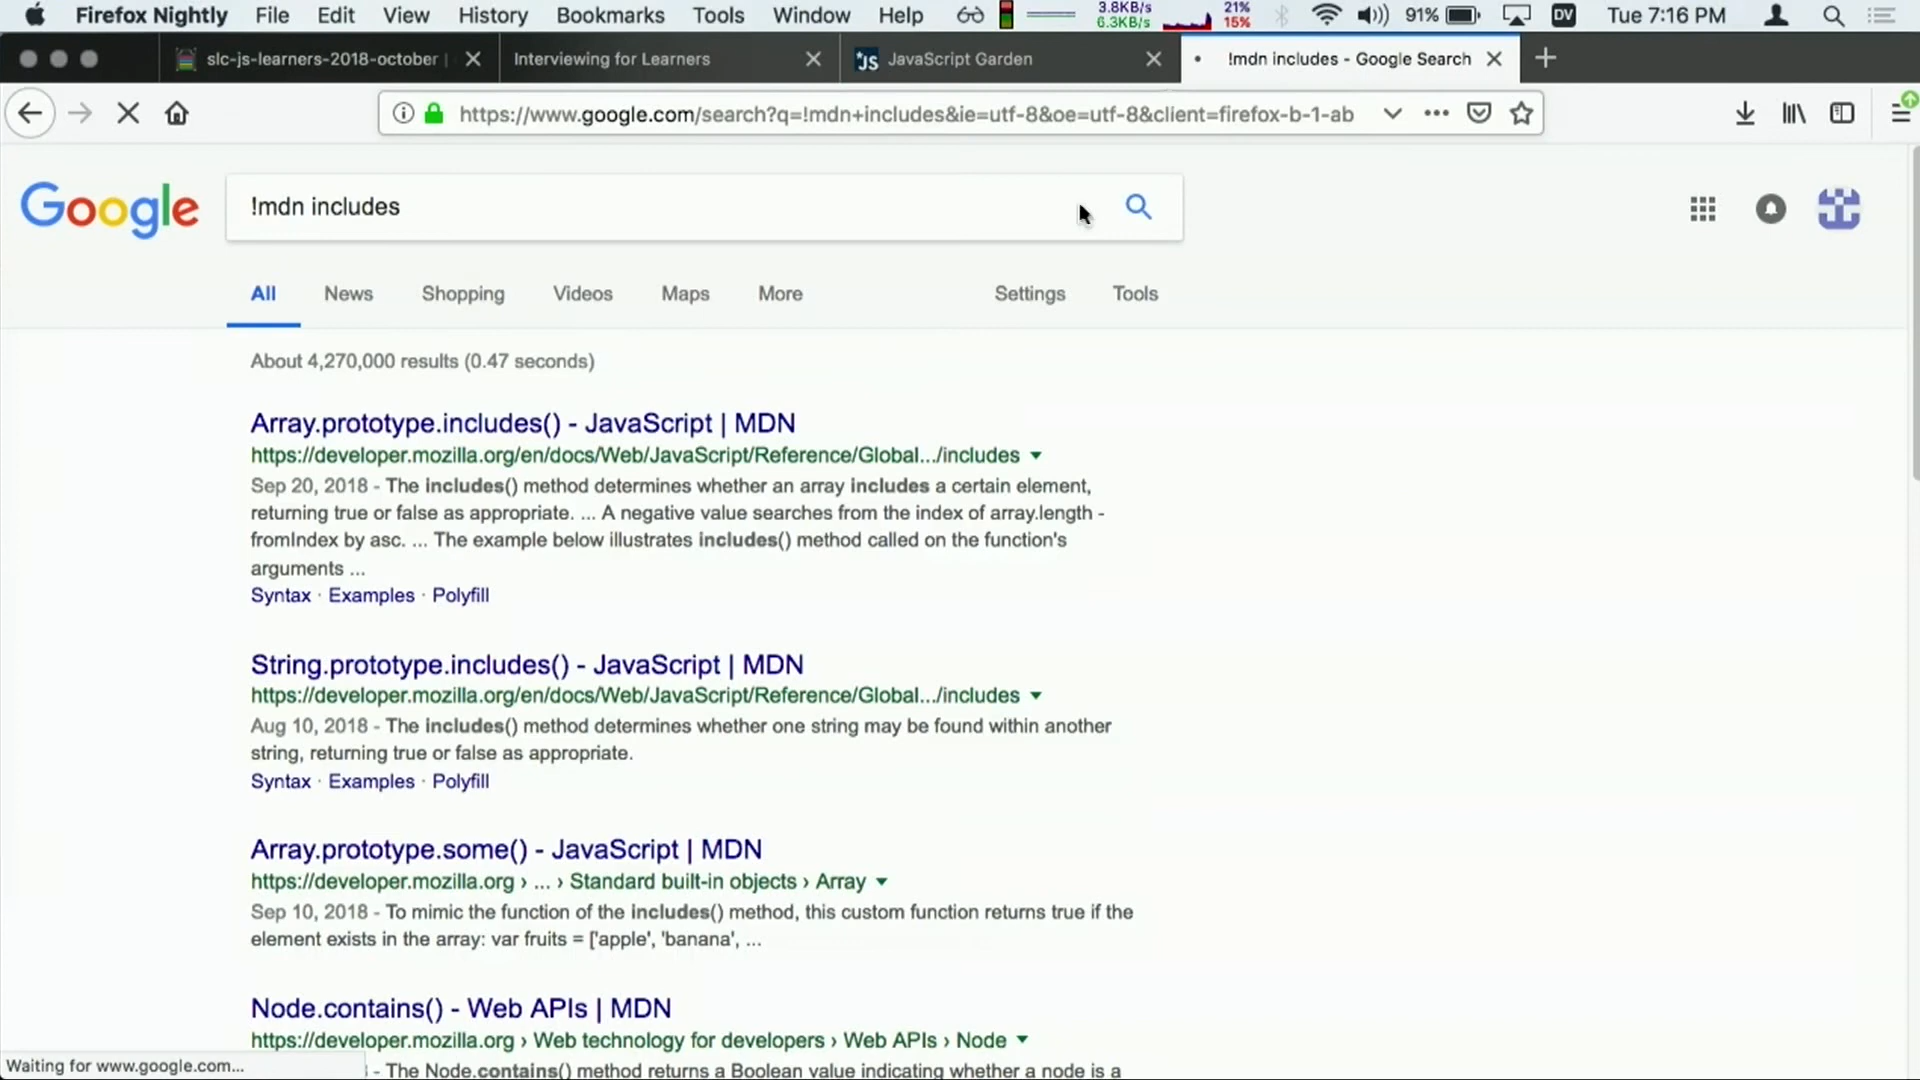 Firefox Nightly File Edit View History Bookmarks Tools Window Help 3.8KB/s 6.3KB/s 21% 15% 91% DV Tue 7:16 PM
slc-js-learners-2018-october | Interviewing for Learners JS JavaScript Garden !mdn includes - Google Search
https://www.google.com/search?q=!mdn+includes&ie=utf-8&oe=utf-8&client=firefox-b-1-ab
Google !mdn includes
All News Shopping Videos Maps More Settings Tools
About 4,270,000 results (0.47 seconds)
Array.prototype.includes() - JavaScript | MDN
https://developer.mozilla.org/en/docs/Web/JavaScript/Reference/Global.../includes
Sep 20, 2018 - The includes() method determines whether an array includes a certain element,
returning true or false as appropriate. ... A negative value searches from the index of array.length -
fromIndex by asc. ... The example below illustrates includes() method called on the function's
arguments ...
Syntax · Examples · Polyfill
String.prototype.includes() - JavaScript | MDN
https://developer.mozilla.org/en/docs/Web/JavaScript/Reference/Global.../includes
Aug 10, 2018 - The includes() method determines whether one string may be found within another
string, returning true or false as appropriate.
Syntax · Examples · Polyfill
Array.prototype.some() - JavaScript | MDN
https://developer.mozilla.org › ... › Standard built-in objects › Array
Sep 10, 2018 - To mimic the function of the includes() method, this custom function returns true if the
element exists in the array: var fruits = ['apple', 'banana', ...
Node.contains() - Web APIs | MDN
https://developer.mozilla.org › Web technology for developers › Web APIs › Node
- The Node.contains() method returns a Boolean value indicating whether a node is a
Waiting for www.google.com...